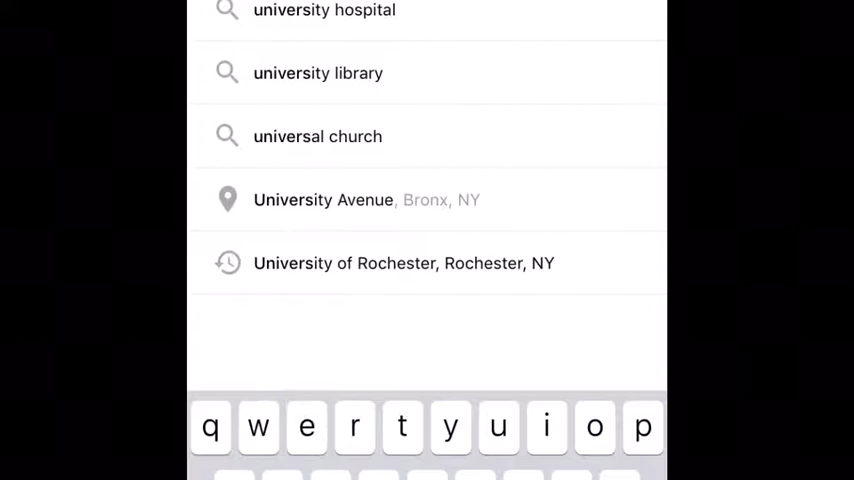 university hospital
university library
universal church
University Avenue, Bronx, NY
University of Rochester, Rochester, NY
q w e r t y u i o p